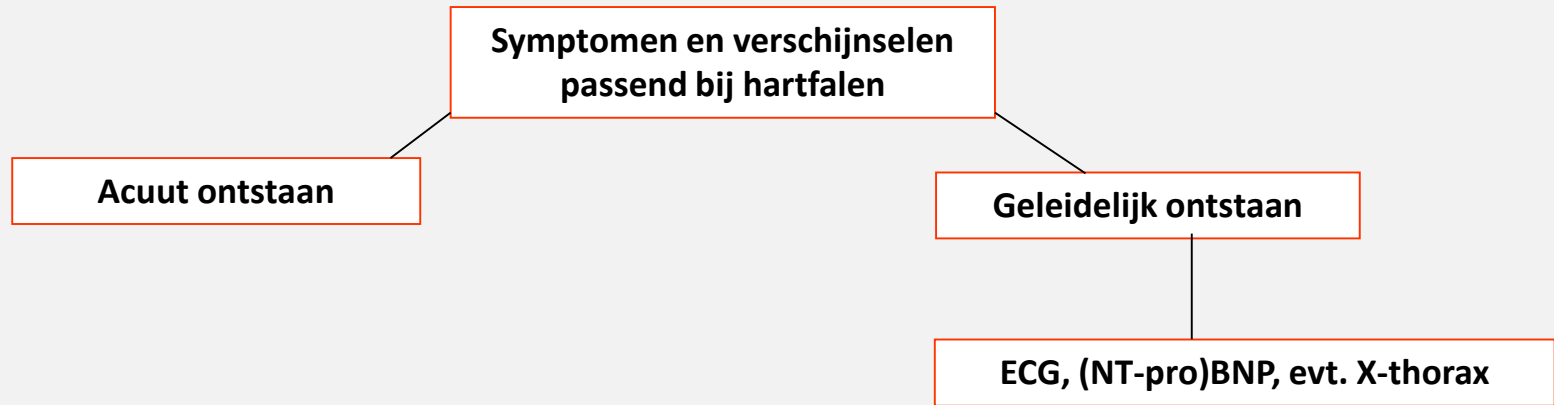 Symptomen en verschijnselen
passend bij hartfalen
Acuut ontstaan
Geleidelijk ontstaan
ECG, (NT-pro)BNP, evt. X-thorax